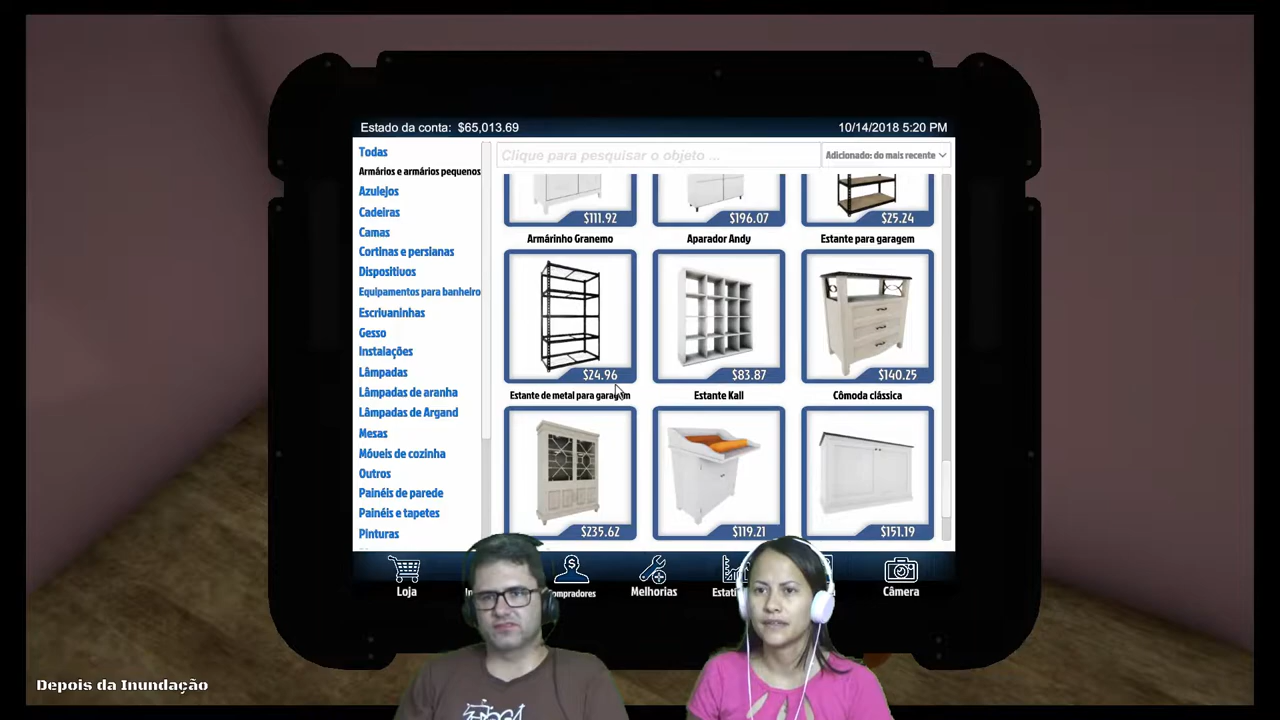 Estado da conta: $65,013.69
10/14/2018 5:20 PM
Todas
Armários e armários pequenos
Azulejos
Cadeiras
Camas
Cortinas e persianas
Dispositivos
Equipamentos para banheiro
Escrivaninhas
Gesso
Instalações
Lâmpadas
Lâmpadas de aranha
Lâmpadas de Argand
Mesas
Móveis de cozinha
Outros
Painéis de parede
Painéis e tapetes
Pinturas
Clique para pesquisar o objeto ...
Adicionado: do mais recente
$111.92
$196.07
$25.24
Armárinho Granemo
Aparador Andy
Estante para garagem
$24.96
$83.87
$140.25
Estante de metal para garagem
Estante Kall
Cômoda clássica
$235.62
$119.21
$151.19
Loja
Compradores
Melhorias
Câmera
Depois da Inundação